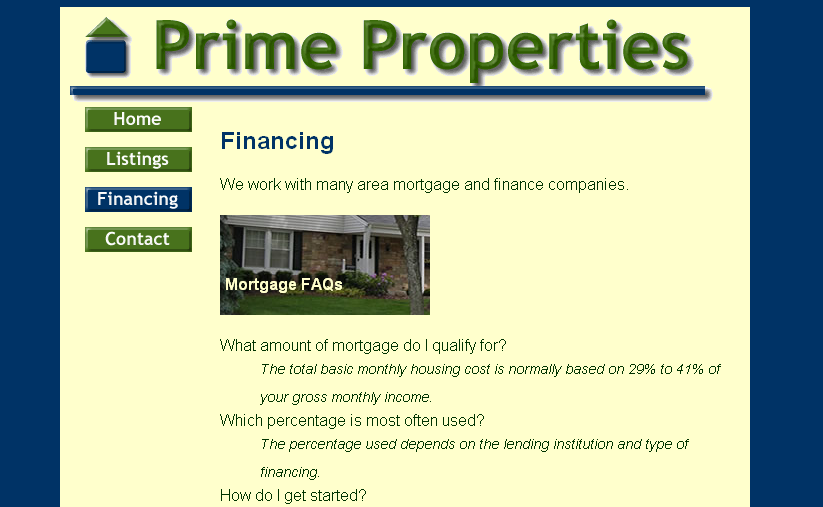 Prime Properties
Home
Listings
Financing
Contact
Financing
We work with many area mortgage and finance companies.
Mortgage FAQs
What amount of mortgage do I qualify for?
The total basic monthly housing cost is normally based on 29% to 41% of
your gross monthly income.
Which percentage is most often used?
The percentage used depends on the lending institution and type of
financing.
How do I get started?